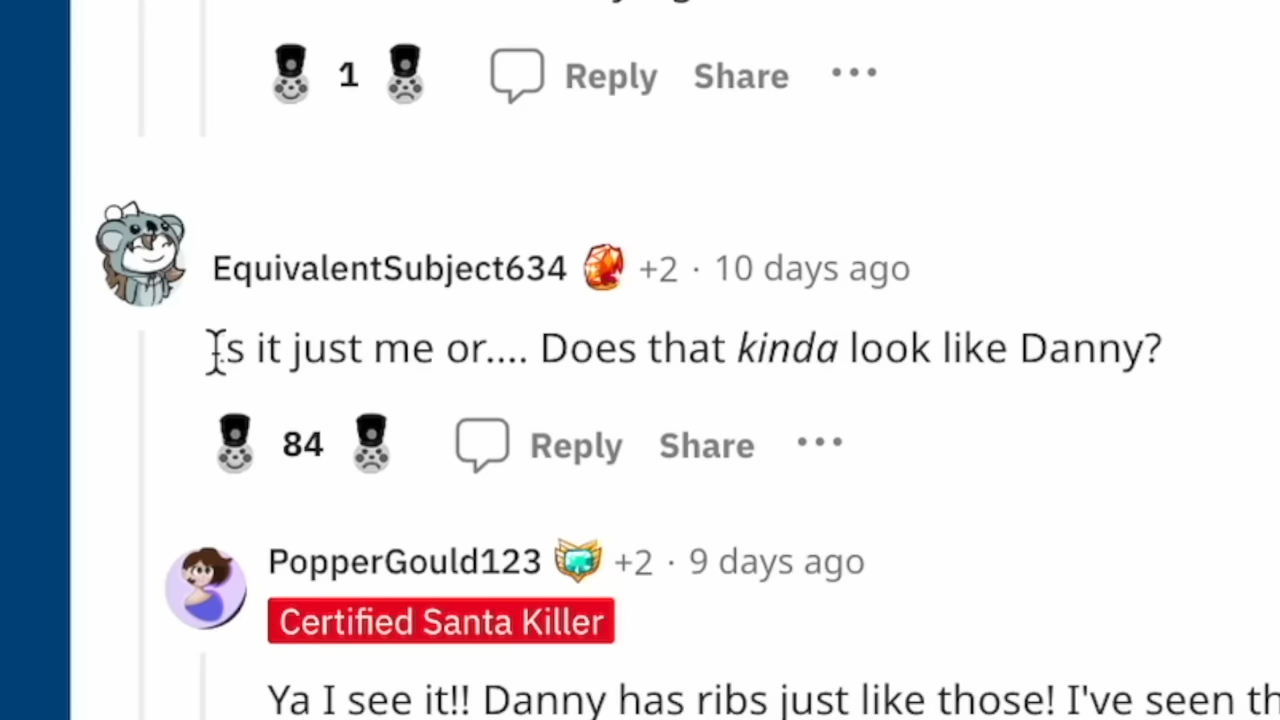 1 Reply Share •••
EquivalentSubject634 +2 · 10 days ago
Is it just me or.... Does that kinda look like Danny?
84 Reply Share •••
PopperGould123 +2 · 9 days ago
Certified Santa Killer
Ya I see it!! Danny has ribs just like those! I've seen